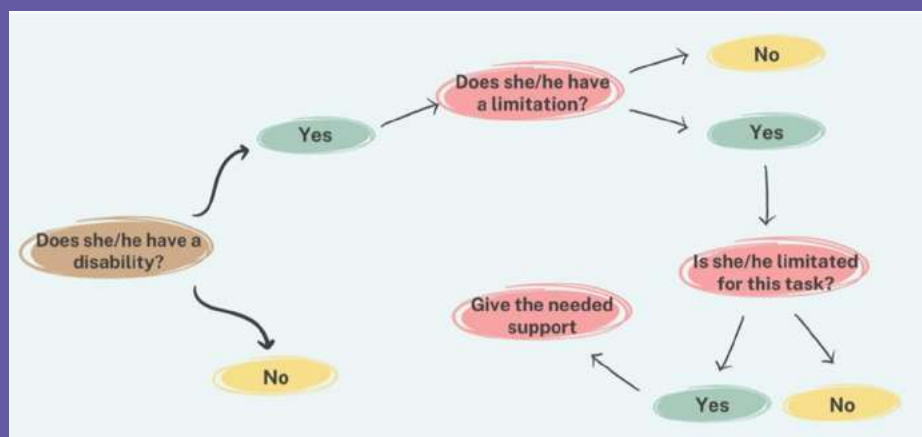 Does she/he have a
disability?
Yes
No
Does she/he have
a limitation?
No
Yes
Is she/he limitated
for this task?
Yes
No
Give the needed
support